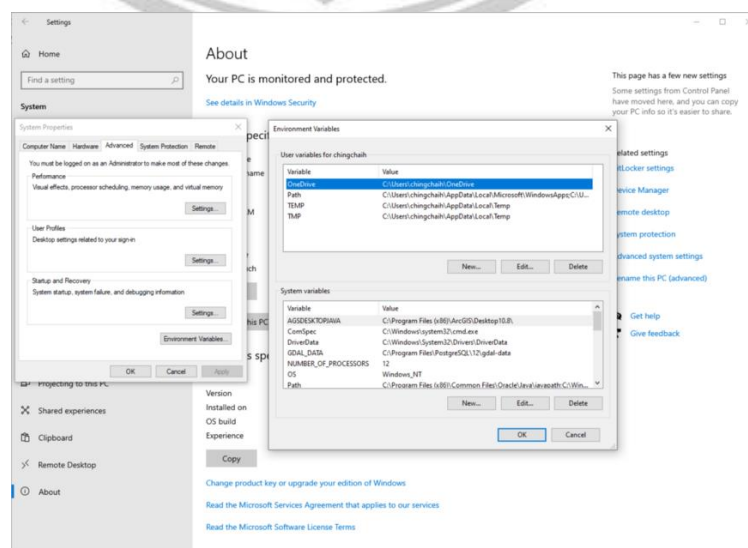 Settings
Home
Find a setting
System
Projecting to this PC
Shared experiences
Clipboard
Remote Desktop
About
About
Your PC is monitored and protected.
See details in Windows Security
Version
Installed on
OS build
Experience
Copy
Change product key or upgrade your edition of Windows
Read the Microsoft Services Agreement that applies to our services
Read the Microsoft Software License Terms
This page has a few new settings
Some settings from Control Panel
have moved here, and you can copy
your PC info so it's easier to share.
elated settings
itLocker settings
evice Manager
emote desktop
ystem protection
dvanced system settings
ename this PC (advanced)
Get help
Give feedback
System Properties
Computer Name Hardware Advanced System Protection Remote
You must be logged on as an Administrator to make most of these changes.
Performance
Visual effects, processor scheduling, memory usage, and virtual memory
Settings...
User Profiles
Desktop settings related to your sign-in
Settings...
Startup and Recovery
System startup, system failure, and debugging information
Settings...
Environment Variables...
OK Cancel Apply
Environment Variables
User variables for chingchaih
Variable Value
OneDrive C:\Users\chingchaih\OneDrive
Path C:\Users\chingchaih\AppData\Local\Microsoft\WindowsApps;C:\U...
TEMP C:\Users\chingchaih\AppData\Local\Temp
TMP C:\Users\chingchaih\AppData\Local\Temp
New... Edit... Delete
System variables
Variable Value
AGSDESKTOPJAVA C:\Program Files (x86)\ArcGIS\Desktop10.8\
ComSpec C:\Windows\system32\cmd.exe
DriverData C:\Windows\System32\Drivers\DriverData
GDAL_DATA C:\Program Files\PostgreSQL\12\gdal-data
NUMBER_OF_PROCESSORS 12
OS Windows_NT
Path C:\Program Files (x86)\Common Files\Oracle\Java\javapath;C:\Win...
New... Edit... Delete
OK Cancel